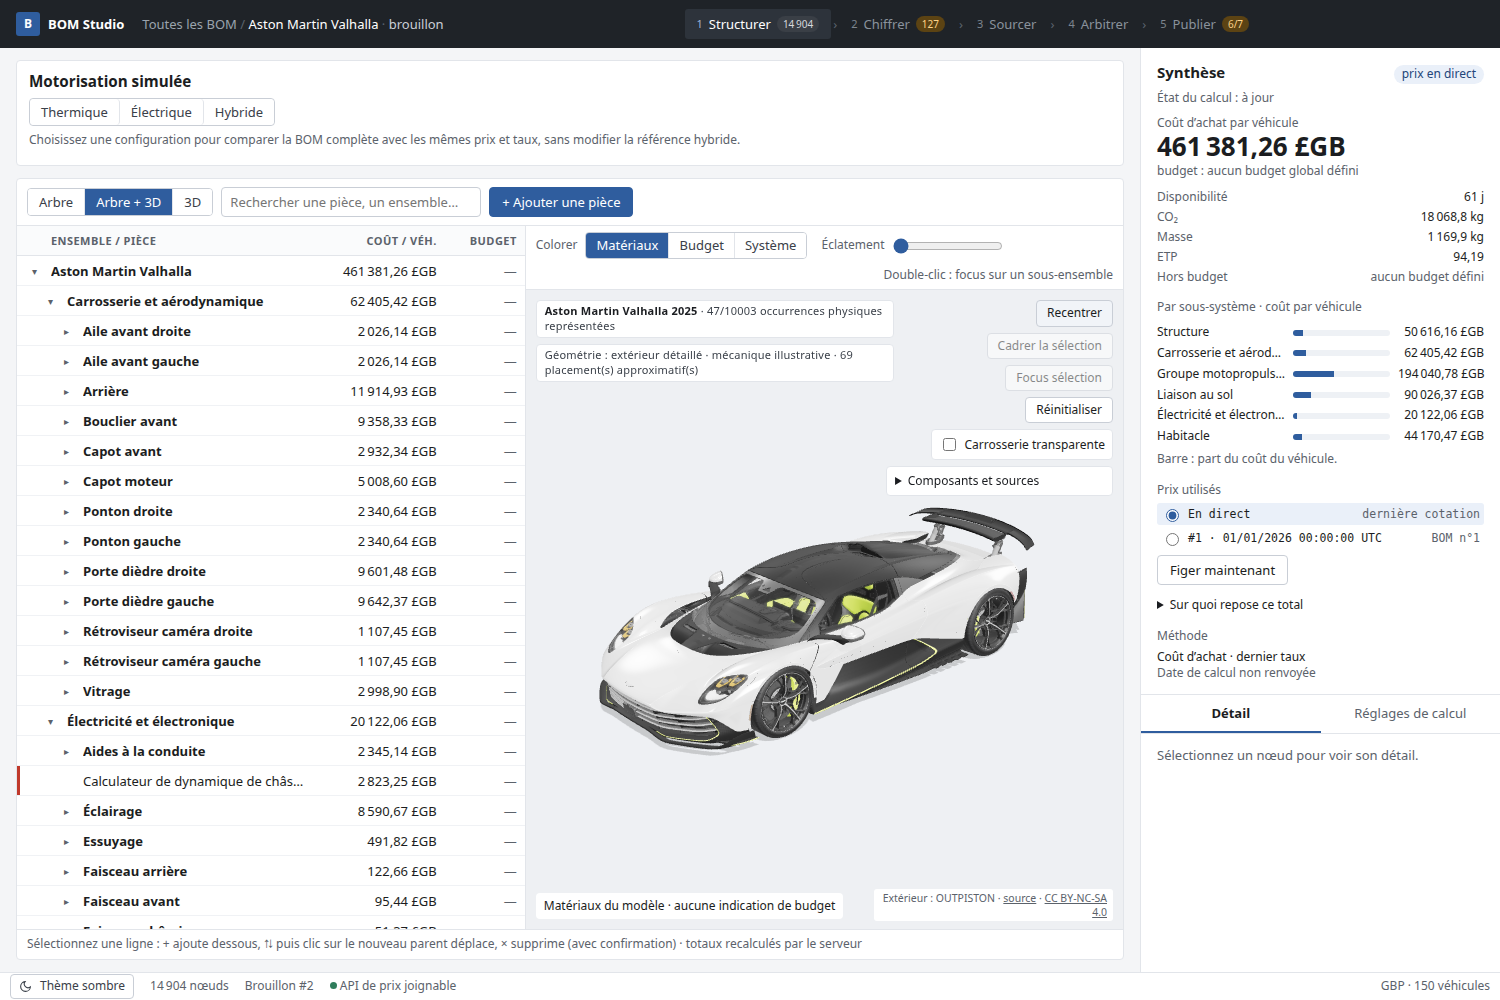 B BOM Studio Toutes les BOM / Aston Martin Valhalla · brouillon 1 Structurer 14 904 › 2 Chiffrer 127 › 3 Sourcer › 4 Arbitrer › 5 Publier 6/7
Motorisation simulée
Thermique Électrique Hybride
Choisissez une configuration pour comparer la BOM complète avec les mêmes prix et taux, sans modifier la référence hybride.
Arbre Arbre + 3D 3D Rechercher une pièce, un ensemble... + Ajouter une pièce
ENSEMBLE / PIÈCE COÛT / VÉH. BUDGET
Aston Martin Valhalla 461 381,26 £GB —
Carrosserie et aérodynamique 62 405,42 £GB —
Aile avant droite 2 026,14 £GB —
Aile avant gauche 2 026,14 £GB —
Arrière 11 914,93 £GB —
Bouclier avant 9 358,33 £GB —
Capot avant 2 932,34 £GB —
Capot moteur 5 008,60 £GB —
Ponton droite 2 340,64 £GB —
Ponton gauche 2 340,64 £GB —
Porte dièdre droite 9 601,48 £GB —
Porte dièdre gauche 9 642,37 £GB —
Rétroviseur caméra droite 1 107,45 £GB —
Rétroviseur caméra gauche 1 107,45 £GB —
Vitrage 2 998,90 £GB —
Électricité et électronique 20 122,06 £GB —
Aides à la conduite 2 345,14 £GB —
Calculateur de dynamique de châs... 2 823,25 £GB —
Éclairage 8 590,67 £GB —
Essuyage 491,82 £GB —
Faisceau arrière 122,66 £GB —
Faisceau avant 95,44 £GB —
Colorer Matériaux Budget Système Éclatement
Double-clic : focus sur un sous-ensemble
Aston Martin Valhalla 2025 · 47/10003 occurrences physiques
représentées
Géométrie : extérieur détaillé · mécanique illustrative · 69
placement(s) approximatif(s)
Recentrer
Cadrer la sélection
Focus sélection
Réinitialiser
Carrosserie transparente
Composants et sources
Matériaux du modèle · aucune indication de budget
Extérieur : OUTPISTON · source · CC BY-NC-SA
4.0
Sélectionnez une ligne : + ajoute dessous, ⇅ puis clic sur le nouveau parent déplace, × supprime (avec confirmation) · totaux recalculés par le serveur
Synthèse prix en direct
État du calcul : à jour
Coût d’achat par véhicule
461 381,26 £GB
budget : aucun budget global défini
Disponibilité 61 j
CO₂ 18 068,8 kg
Masse 1 169,9 kg
ETP 94,19
Hors budget aucun budget défini
Par sous-système · coût par véhicule
Structure 50 616,16 £GB
Carrosserie et aérod... 62 405,42 £GB
Groupe motopropuls... 194 040,78 £GB
Liaison au sol 90 026,37 £GB
Électricité et électron... 20 122,06 £GB
Habitacle 44 170,47 £GB
Barre : part du coût du véhicule.
Prix utilisés
En direct dernière cotation
#1 · 01/01/2026 00:00:00 UTC BOM n°1
Figer maintenant
Sur quoi repose ce total
Méthode
Coût d’achat · dernier taux
Date de calcul non renvoyée
Détail Réglages de calcul
Sélectionnez un nœud pour voir son détail.
Thème sombre 14 904 nœuds Brouillon #2 API de prix joignable GBP · 150 véhicules